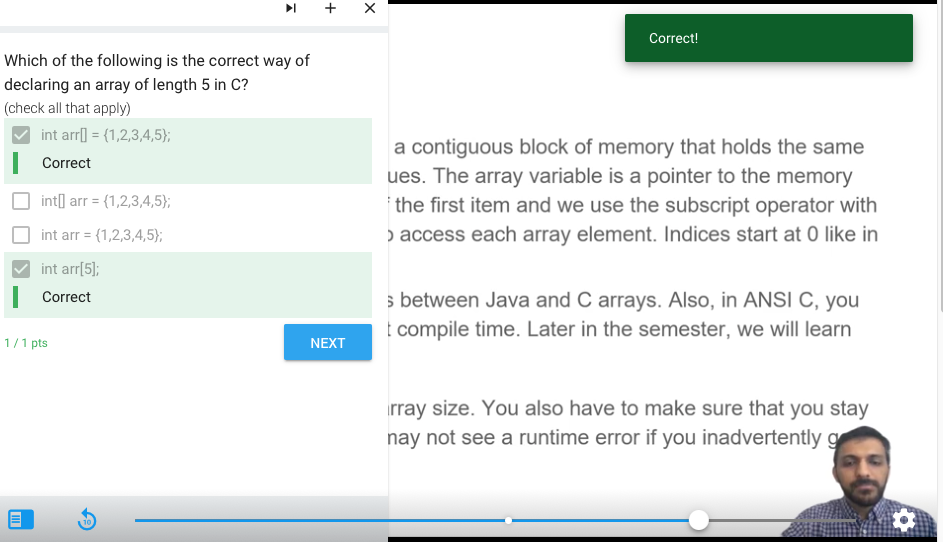 Correct!
Which of the following is the correct way of
declaring an array of length 5 in C?
(check all that apply)
int arr[] = {1,2,3,4,5};
Correct
int[] arr = {1,2,3,4,5};
int arr = {1,2,3,4,5};
int arr[5];
Correct
1 / 1 pts
NEXT
a contiguous block of memory that holds the same
ues. The array variable is a pointer to the memory
the first item and we use the subscript operator with
access each array element. Indices start at 0 like in
s between Java and C arrays. Also, in ANSI C, you
t compile time. Later in the semester, we will learn
rray size. You also have to make sure that you stay
may not see a runtime error if you inadvertently g
10